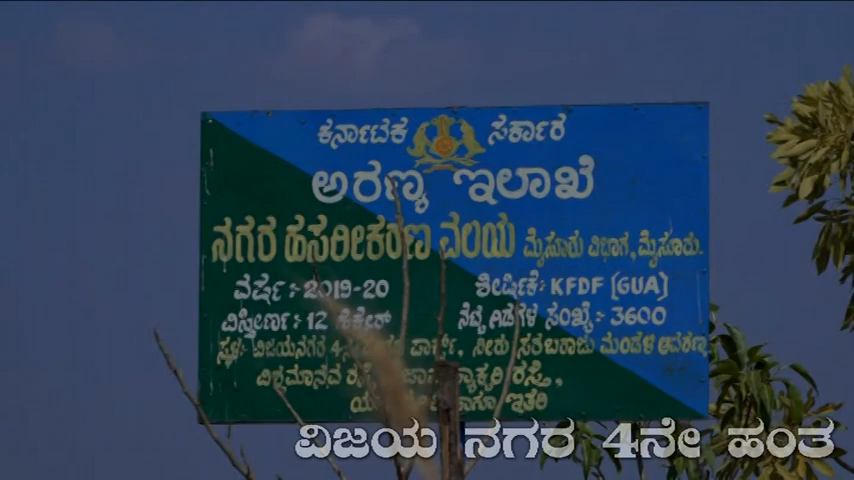 ಕರ್ನಾಟಕ ಸರ್ಕಾರ
ಅರಣ್ಯ ಇಲಾಖೆ
ನಗರ ಹಸರೀಕರಣ ವಲಯ ಮೈಸೂರು ವಿಭಾಗ, ಮೈಸೂರು.
ವರ್ಷ :- 2019-20 ಶೀರ್ಷಿಕೆ:- KFDF (GUA)
ವಿಸ್ತೀರ್ಣ :- 12 ಹೆಕ್ಟೇರ್ ನೆಟ್ಟ ಗಿಡಗಳ ಸಂಖ್ಯೆ:- 3600
ಸ್ಥಳ:- ವಿಜಯನಗರ ಪಾರ್ಕ್, ನೀರು ಸರಬರಾಜು ಮಂಡಳಿ ಆವರಣ
ವಿಶ್ವಮಾನವ ರಸ್ತೆ,
ಇತರಿ
ವಿಜಯ ನಗರ 4ನೇ ಹಂತ